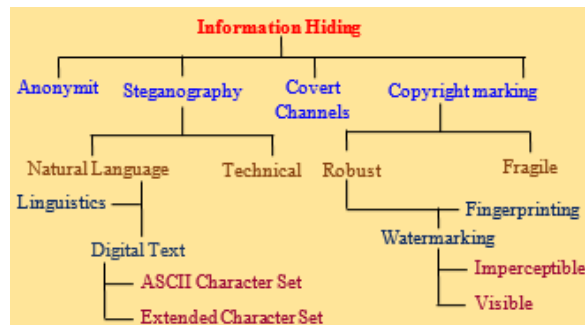 Information Hiding
Anonymit
Steganography
Covert
Channels
Copyright marking
Natural Language
Technical
Robust
Fragile
Linguistics
Fingerprinting
Digital Text
Watermarking
ASCII Character Set
Imperceptible
Extended Character Set
Visible